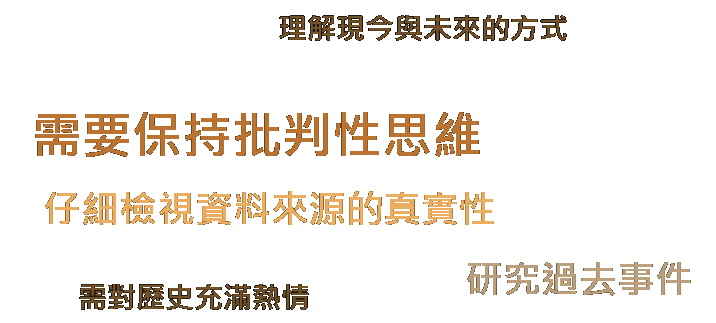 理解現今與未來的方式
需要保持批判性思維
仔細檢視資料來源的真實性
研究過去事件
需對歷史充滿熱情